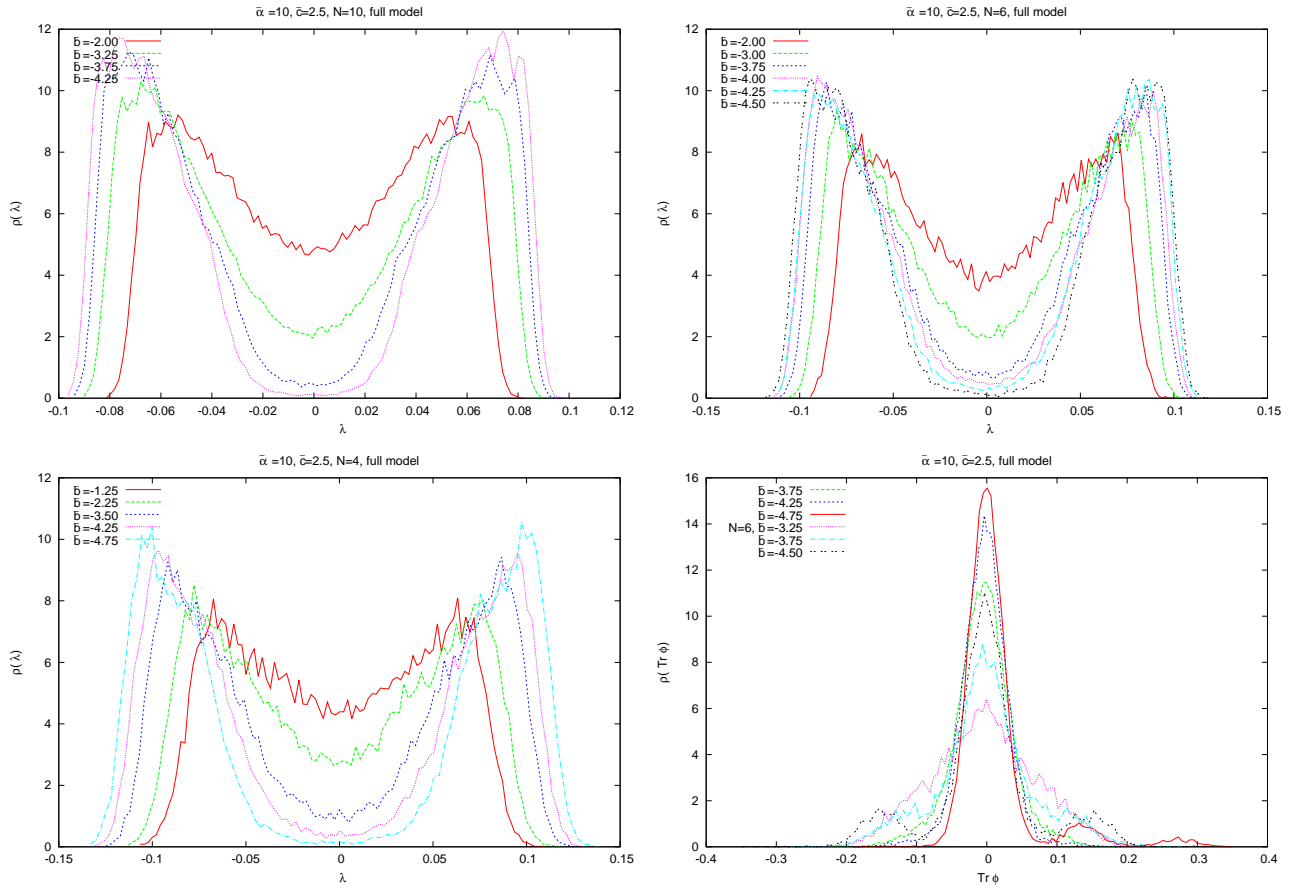 ᾱ =10, c̄=2.5, N=10, full model
b̄=-2.00
b̄=-3.25
b̄=-3.75
b̄=-4.25
12
10
8
6
4
2
0
ρ( λ)
-0.1 -0.08 -0.06 -0.04 -0.02 0 0.02 0.04 0.06 0.08 0.1 0.12
λ
ᾱ =10, c̄=2.5, N=6, full model
b̄=-2.00
b̄=-3.00
b̄=-3.75
b̄=-4.00
b̄=-4.25
b̄=-4.50
12
10
8
6
4
2
0
ρ( λ)
-0.15 -0.1 -0.05 0 0.05 0.1 0.15
λ
ᾱ =10, c̄=2.5, N=4, full model
b̄=-1.25
b̄=-2.25
b̄=-3.50
b̄=-4.25
b̄=-4.75
12
10
8
6
4
2
0
ρ( λ)
-0.15 -0.1 -0.05 0 0.05 0.1 0.15
λ
ᾱ =10, c̄=2.5, full model
b̄=-3.75
b̄=-4.25
b̄=-4.75
N=6, b̄=-3.25
b̄=-3.75
b̄=-4.50
16
14
12
10
8
6
4
2
0
ρ( Tr ϕ)
-0.4 -0.3 -0.2 -0.1 0 0.1 0.2 0.3 0.4
Tr ϕ